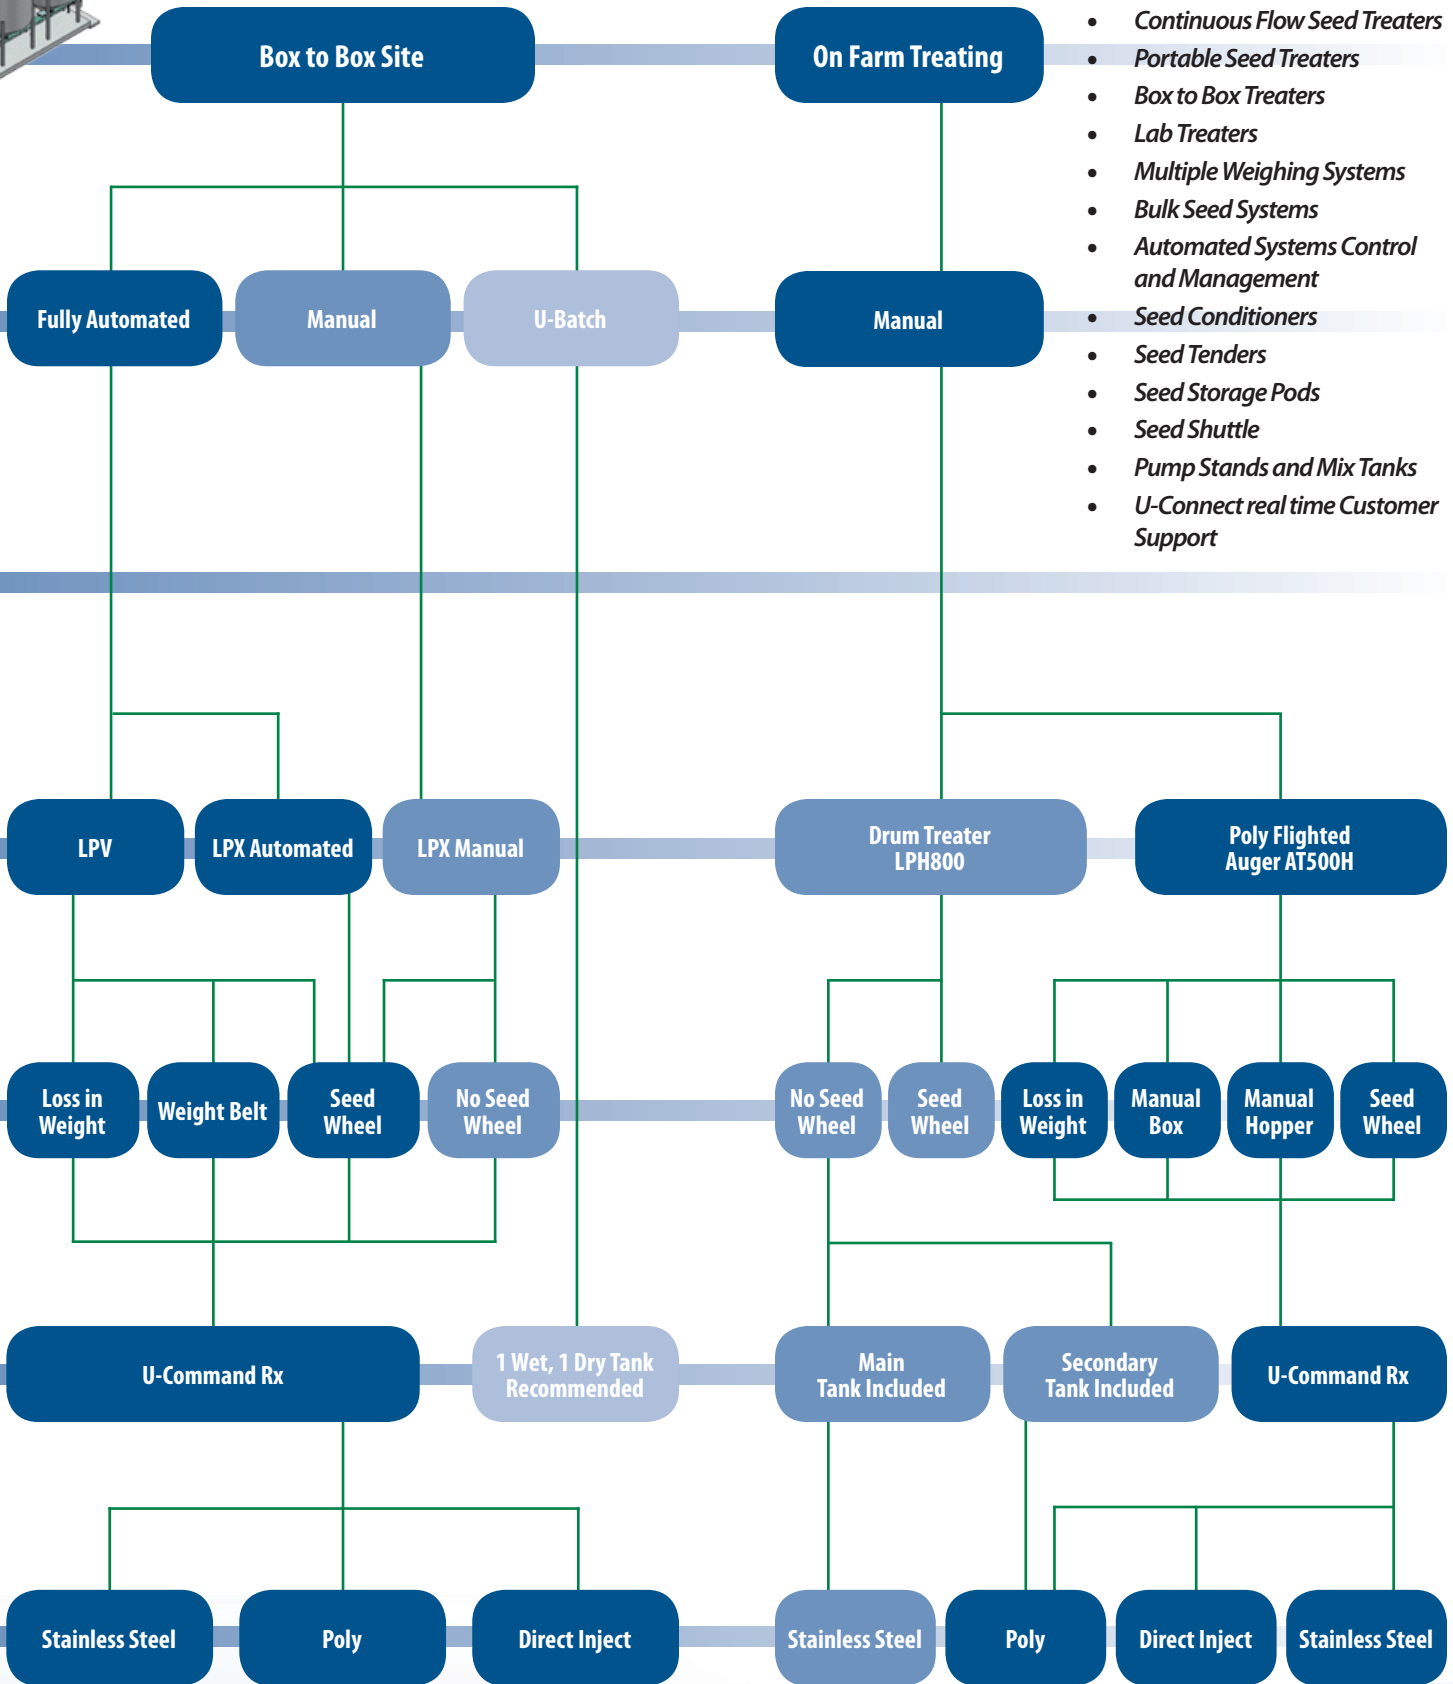 Box to Box Site
On Farm Treating
• Continuous Flow Seed Treaters
• Portable Seed Treaters
• Box to Box Treaters
• Lab Treaters
• Multiple Weighing Systems
• Bulk Seed Systems
• Automated Systems Control
and Management
• Seed Conditioners
• Seed Tenders
• Seed Storage Pods
• Seed Shuttle
• Pump Stands and Mix Tanks
• U-Connect real time Customer
Support
Fully Automated
Manual
U-Batch
Manual
LPV
LPX Automated
LPX Manual
Drum Treater
LPH800
Poly Flighted
Auger AT500H
Loss in
Weight
Weight Belt
Seed
Wheel
No Seed
Wheel
No Seed
Wheel
Seed
Wheel
Loss in
Weight
Manual
Box
Manual
Hopper
Seed
Wheel
U-Command Rx
1 Wet, 1 Dry Tank
Recommended
Main
Tank Included
Secondary
Tank Included
U-Command Rx
Stainless Steel
Poly
Direct Inject
Stainless Steel
Poly
Direct Inject
Stainless Steel